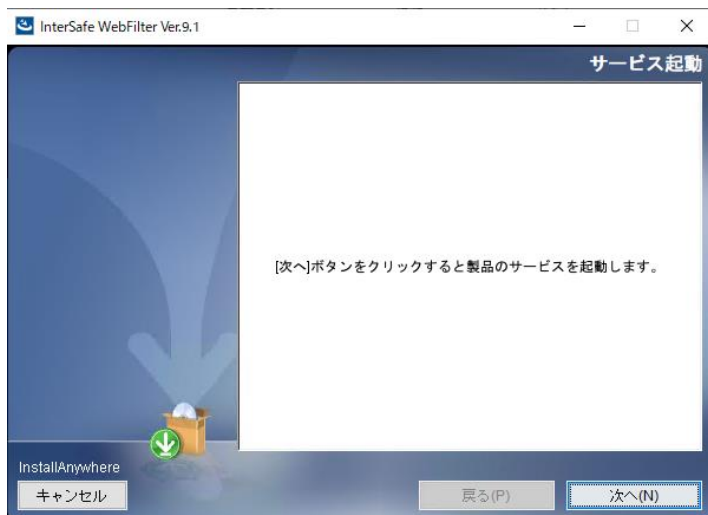 InterSafe WebFilter Ver.9.1
サービス起動
[次へ]ボタンをクリックすると製品のサービスを起動します。
InstallAnywhere
キャンセル
戻る(P)
次へ(N)